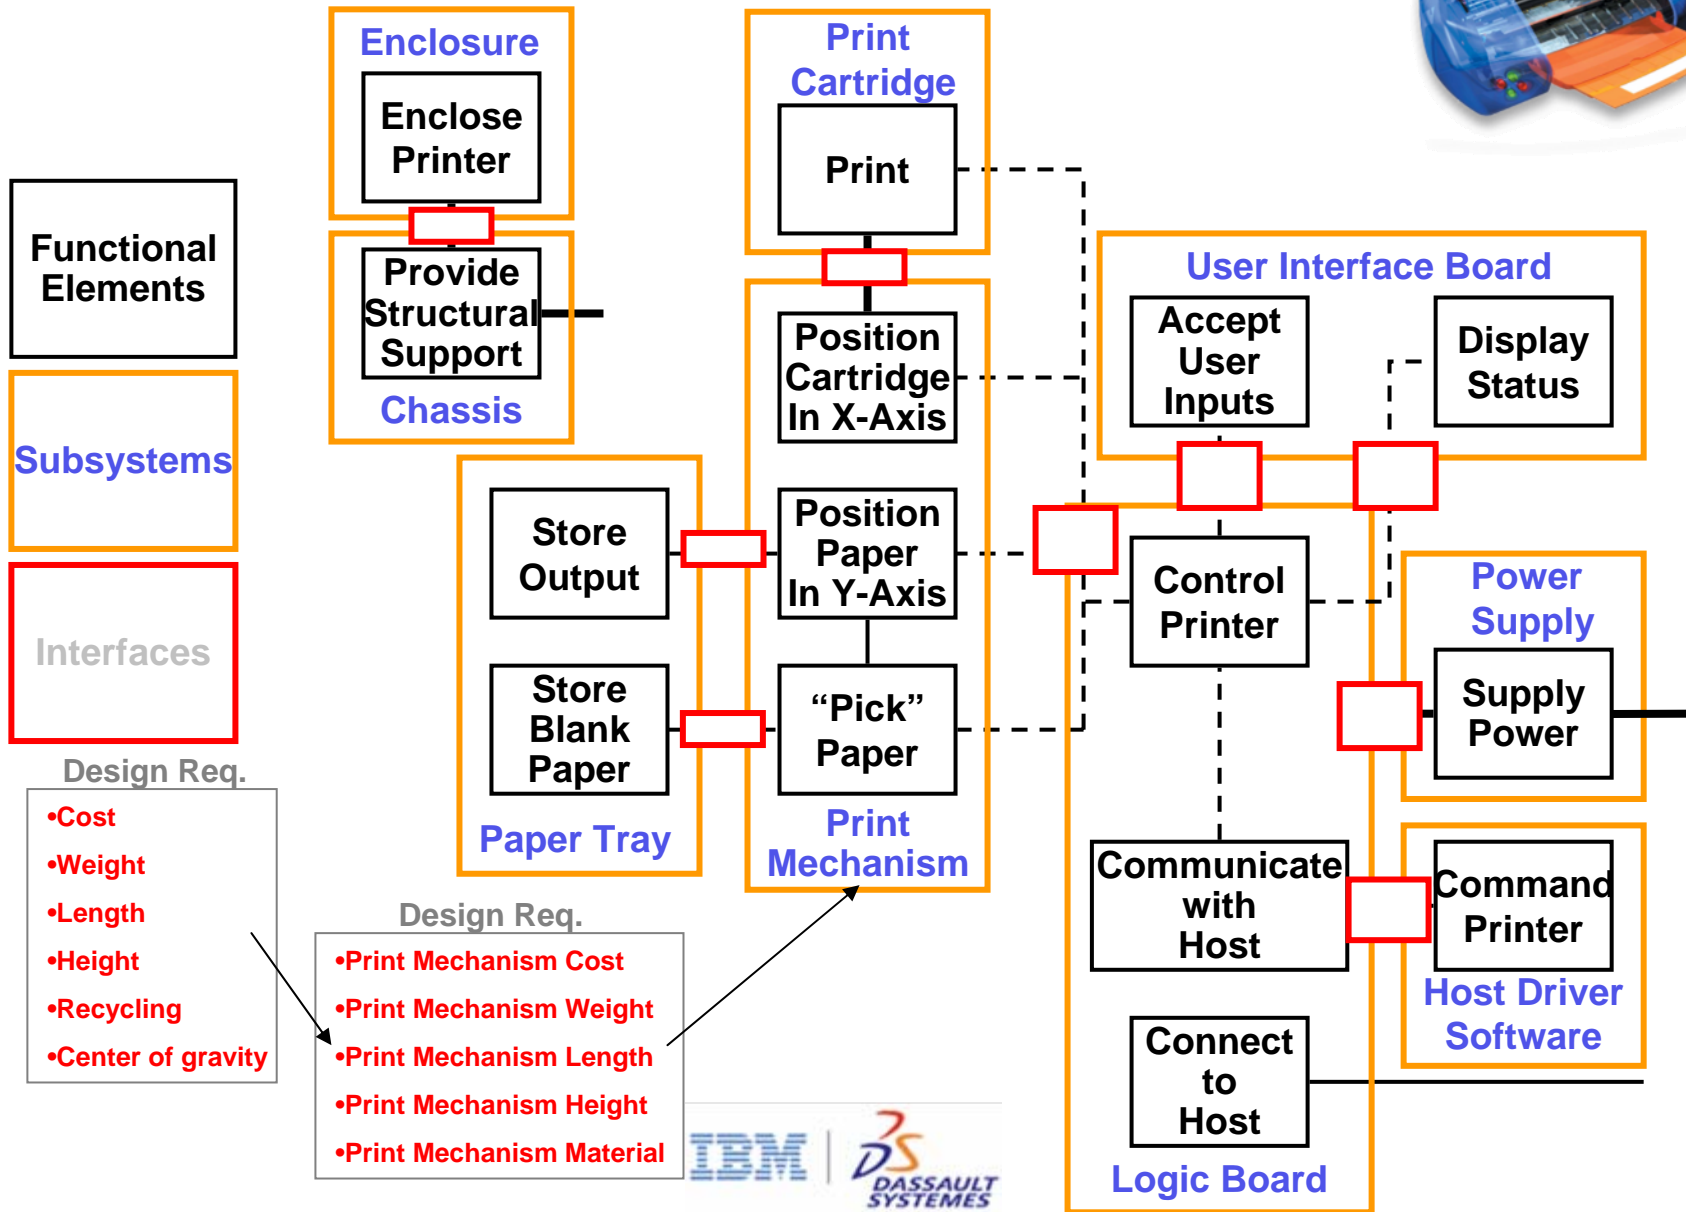 Enclosure
Enclose
Printer
Provide
Structural
Support
Chassis
Print
Cartridge
Print
Functional
Elements
Subsystems
Interfaces
Position
Cartridge
In X-Axis
Position
Paper
In Y-Axis
“Pick”
Paper
Print
Mechanism
Store
Output
Store
Blank
Paper
Paper Tray
User Interface Board
Accept
User
Inputs
Display
Status
Control
Printer
Communicate
with
Host
Connect
to
Host
Logic Board
Power
Supply
Supply
Power
Command
Printer
Host Driver
Software
Design Req.
•Cost
•Weight
•Length
•Height
•Recycling
•Center of gravity
Design Req.
•Print Mechanism Cost
•Print Mechanism Weight
•Print Mechanism Length
•Print Mechanism Height
•Print Mechanism Material
IBM
DS
DASSAULT
SYSTEMES